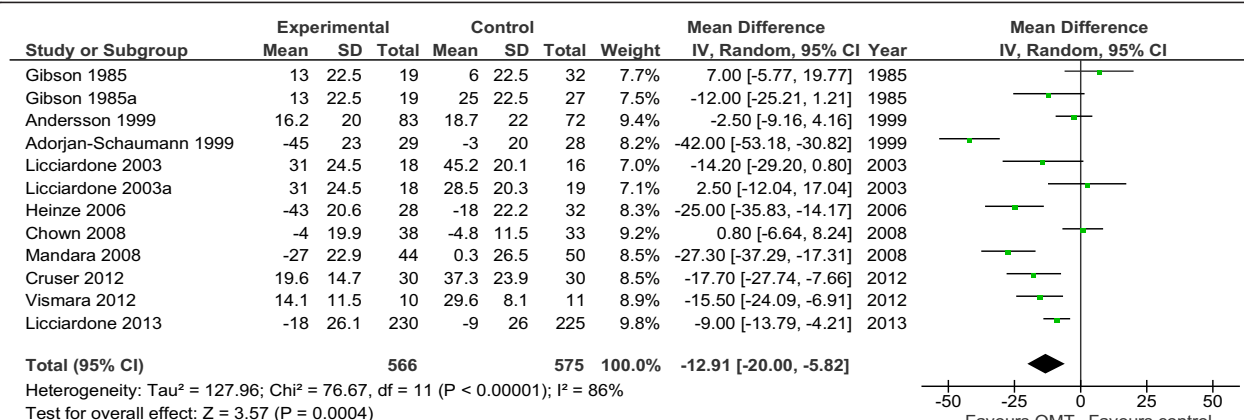 Experimental Control Mean Difference Mean Difference
Study or Subgroup Mean SD Total Mean SD Total Weight IV, Random, 95% CI Year IV, Random, 95% CI
Gibson 1985 13 22.5 19 6 22.5 32 7.7% 7.00 [-5.77, 19.77] 1985
Gibson 1985a 13 22.5 19 25 22.5 27 7.5% -12.00 [-25.21, 1.21] 1985
Andersson 1999 16.2 20 83 18.7 22 72 9.4% -2.50 [-9.16, 4.16] 1999
Adorjan-Schaumann 1999 -45 23 29 -3 20 28 8.2% -42.00 [-53.18, -30.82] 1999
Licciardone 2003 31 24.5 18 45.2 20.1 16 7.0% -14.20 [-29.20, 0.80] 2003
Licciardone 2003a 31 24.5 18 28.5 20.3 19 7.1% 2.50 [-12.04, 17.04] 2003
Heinze 2006 -43 20.6 28 -18 22.2 32 8.3% -25.00 [-35.83, -14.17] 2006
Chown 2008 -4 19.9 38 -4.8 11.5 33 9.2% 0.80 [-6.64, 8.24] 2008
Mandara 2008 -27 22.9 44 0.3 26.5 50 8.5% -27.30 [-37.29, -17.31] 2008
Cruser 2012 19.6 14.7 30 37.3 23.9 30 8.5% -17.70 [-27.74, -7.66] 2012
Vismara 2012 14.1 11.5 10 29.6 8.1 11 8.9% -15.50 [-24.09, -6.91] 2012
Licciardone 2013 -18 26.1 230 -9 26 225 9.8% -9.00 [-13.79, -4.21] 2013
Total (95% CI) 566 575 100.0% -12.91 [-20.00, -5.82]
Heterogeneity: Tau² = 127.96; Chi² = 76.67, df = 11 (P < 0.00001); I² = 86%
-50 -25 0 25 50
Test for overall effect: Z = 3.57 (P = 0.0004)
Favours OMT Favours control